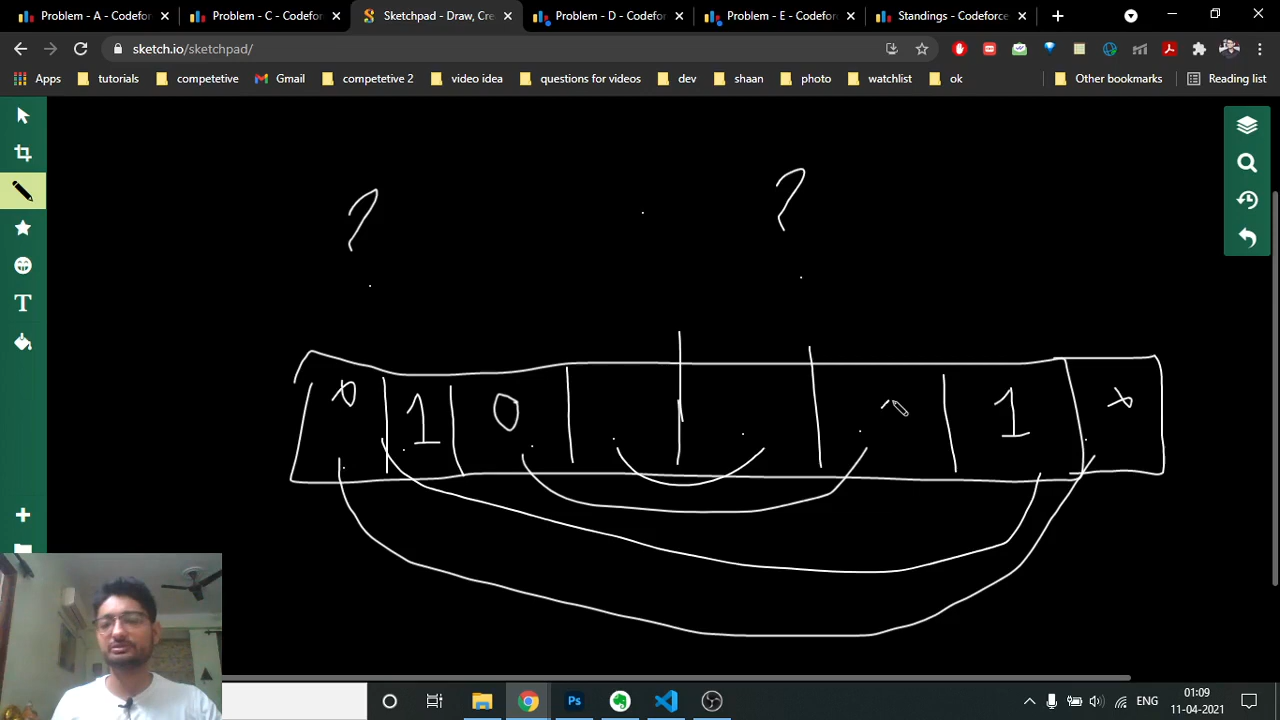 Problem - A - Codefor
Problem - C - Codefor
Sketchpad - Draw, Cre
Problem - D - Codefor
Problem - E - Codeforc
Standings - Codeforce
sketch.io/sketchpad/
Apps
tutorials
competetive
Gmail
competetive 2
video idea
questions for videos
dev
shaan
photo
watchlist
ok
Other bookmarks
Reading list
T
? ?
0 1 0 1
Ps
ENG
01:09
11-04-2021